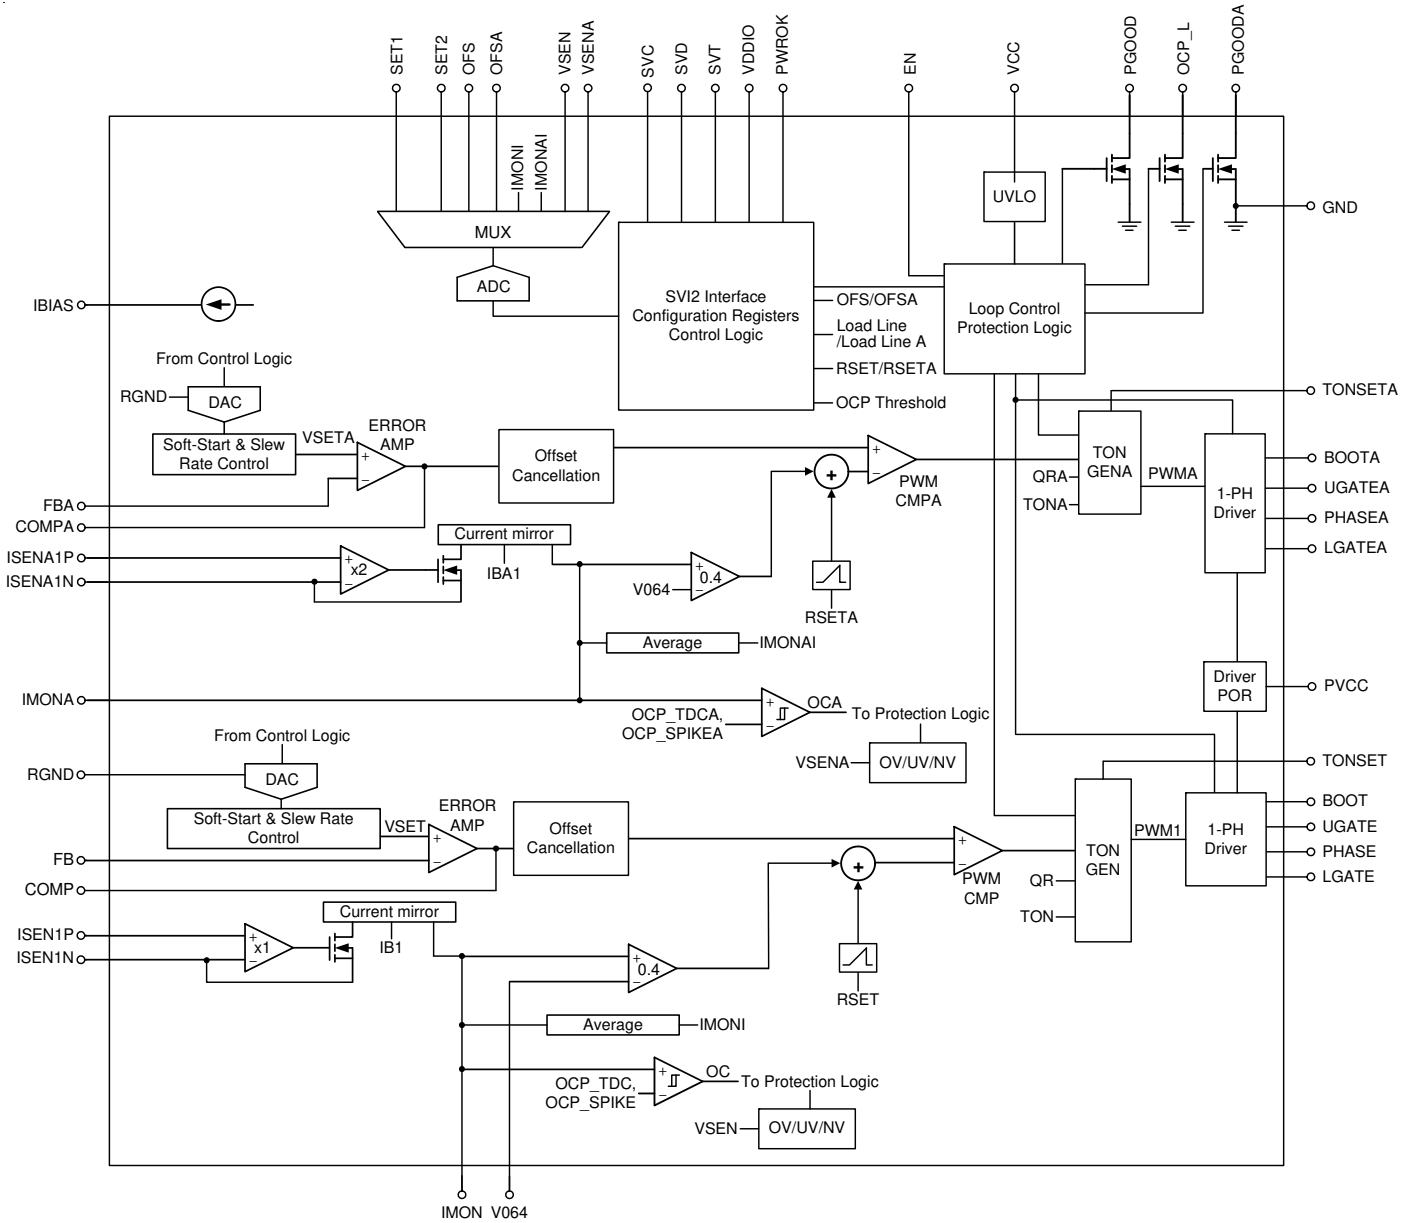 SET1
SET2
OFS
OFSA
VSEN
VSENA
SVC
SVD
SVT
VDDIO
PWROK
EN
VCC
PGOOD
OCP_L
PGOODA
IMONI
IMONAI
MUX
ADC
UVLO
GND
IBIAS
SVI2 Interface
Configuration Registers
Control Logic
OFS/OFSA
Load Line
/Load Line A
RSET/RSETA
OCP Threshold
Loop Control
Protection Logic
From Control Logic
RGND
DAC
Soft-Start & Slew
Rate Control
VSETA
ERROR
AMP
+
−
Offset
Cancellation
+
+
−
PWM
CMPA
TON
GENA
QRA
TONA
PWMA
1-PH
Driver
TONSETA
BOOTA
UGATEA
PHASEA
LGATEA
FBA
COMPA
ISENA1P
ISENA1N
+
−
x2
Current mirror
IBA1
V064
+
−
0.4
RSETA
Average
IMONAI
IMONA
OCP_TDCA,
OCP_SPIKEA
+
−
OCA
To Protection Logic
VSENA
OV/UV/NV
Driver
POR
PVCC
From Control Logic
RGND
DAC
Soft-Start & Slew Rate
Control
VSET
ERROR
AMP
+
−
Offset
Cancellation
+
+
−
PWM
CMP
TON
GEN
QR
TON
PWM1
1-PH
Driver
TONSET
BOOT
UGATE
PHASE
LGATE
FB
COMP
ISEN1P
ISEN1N
+
−
x1
Current mirror
IB1
+
−
0.4
RSET
Average
IMONI
OCP_TDC,
OCP_SPIKE
+
−
OC
To Protection Logic
VSEN
OV/UV/NV
IMON
V064